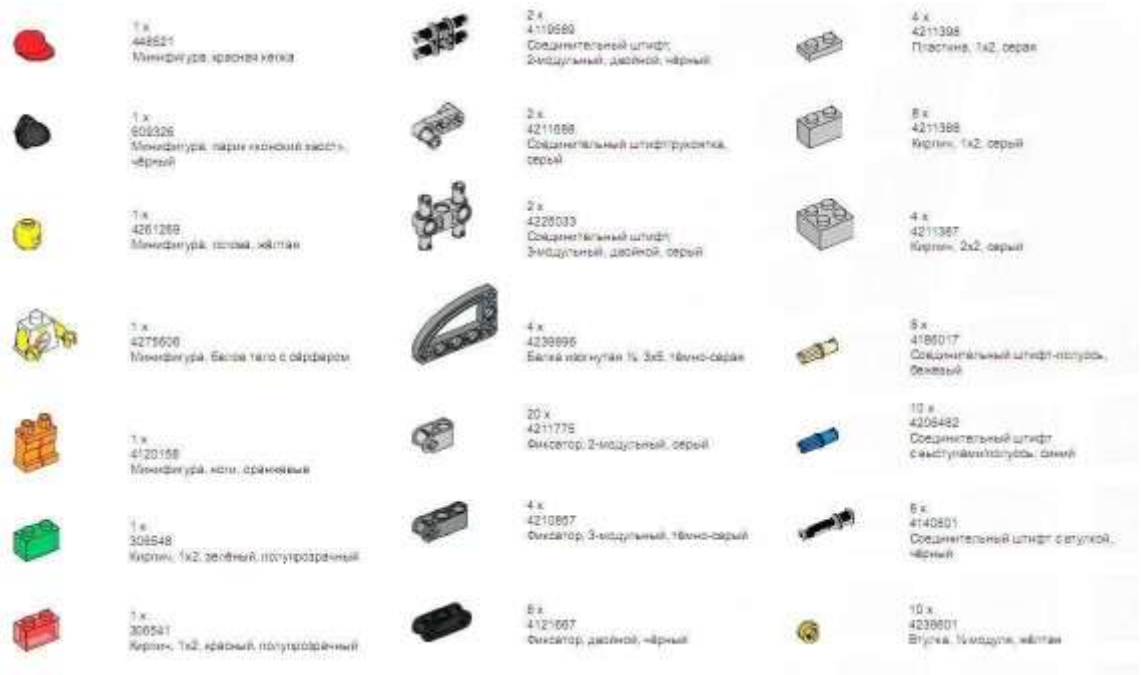 1 x
448521
Минифигура, красная кепка
1 x
609326
Минифигура, парик «конский хвост»,
чёрный
1 x
4261269
Минифигура, голова, жёлтая
1 x
4275606
Минифигура, белое тело с сёрфером
1 x
4120158
Минифигура, ноги, оранжевые
1 x
306548
Кирпич, 1x2, зелёный, полупрозрачный
1 x
306541
Кирпич, 1x2, красный, полупрозрачный
2 x
4119589
Соединительный штифт,
2-модульный, двойной, чёрный
2 x
4211688
Соединительный штифт/рукоятка,
серый
2 x
4225033
Соединительный штифт,
3-модульный, двойной, серый
4 x
4239896
Балка изогнутая ½, 3x5, тёмно-серая
20 x
4211775
Фиксатор, 2-модульный, серый
4 x
4210857
Фиксатор, 3-модульный, тёмно-серый
8 x
4121667
Фиксатор, двойной, чёрный
4 x
4211398
Пластина, 1x2, серая
8 x
4211388
Кирпич, 1x2, серый
4 x
4211387
Кирпич, 2x2, серый
4186017
Соединительный штифт-полуось,
бежевый
10 x
4206482
Соединительный штифт
с выступами/полуось, синий
4140801
Соединительный штифт с втулкой,
чёрный
10 x
4239601
Втулка, ½ модуля, жёлтая